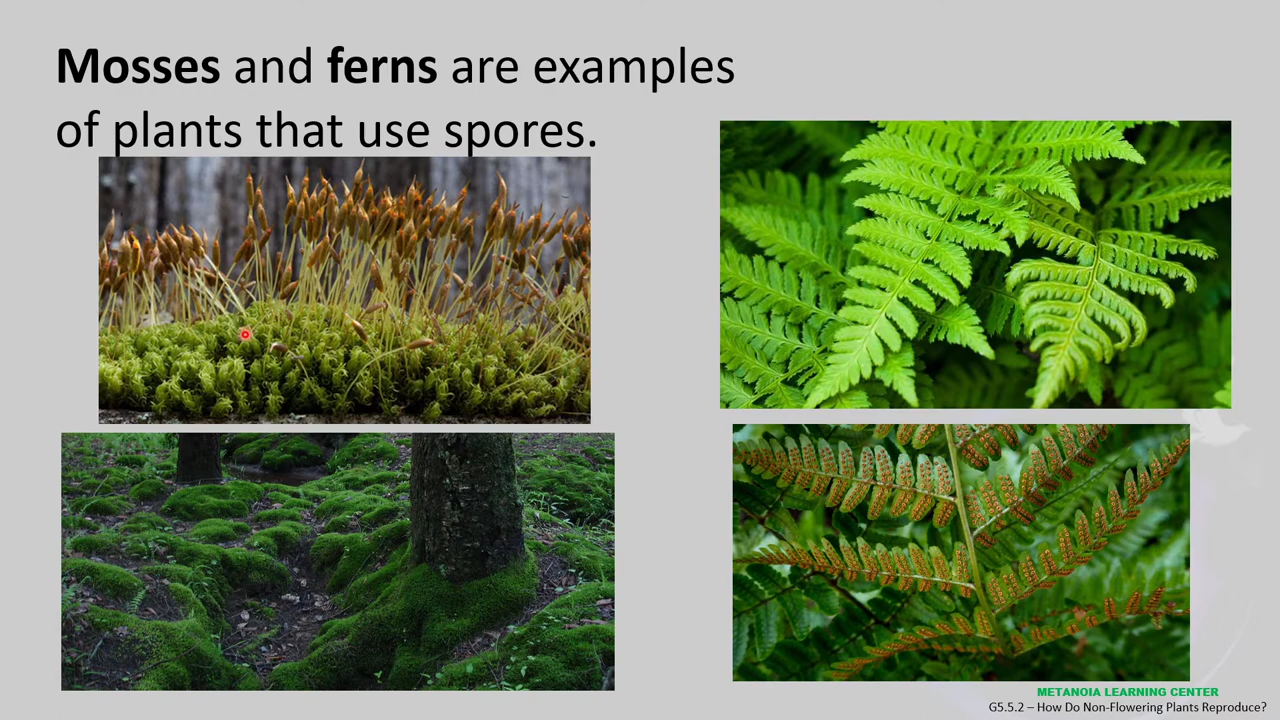 Mosses and ferns are examples
of plants that use spores.
METANOIA LEARNING CENTER
G5.5.2 – How Do Non-Flowering Plants Reproduce?